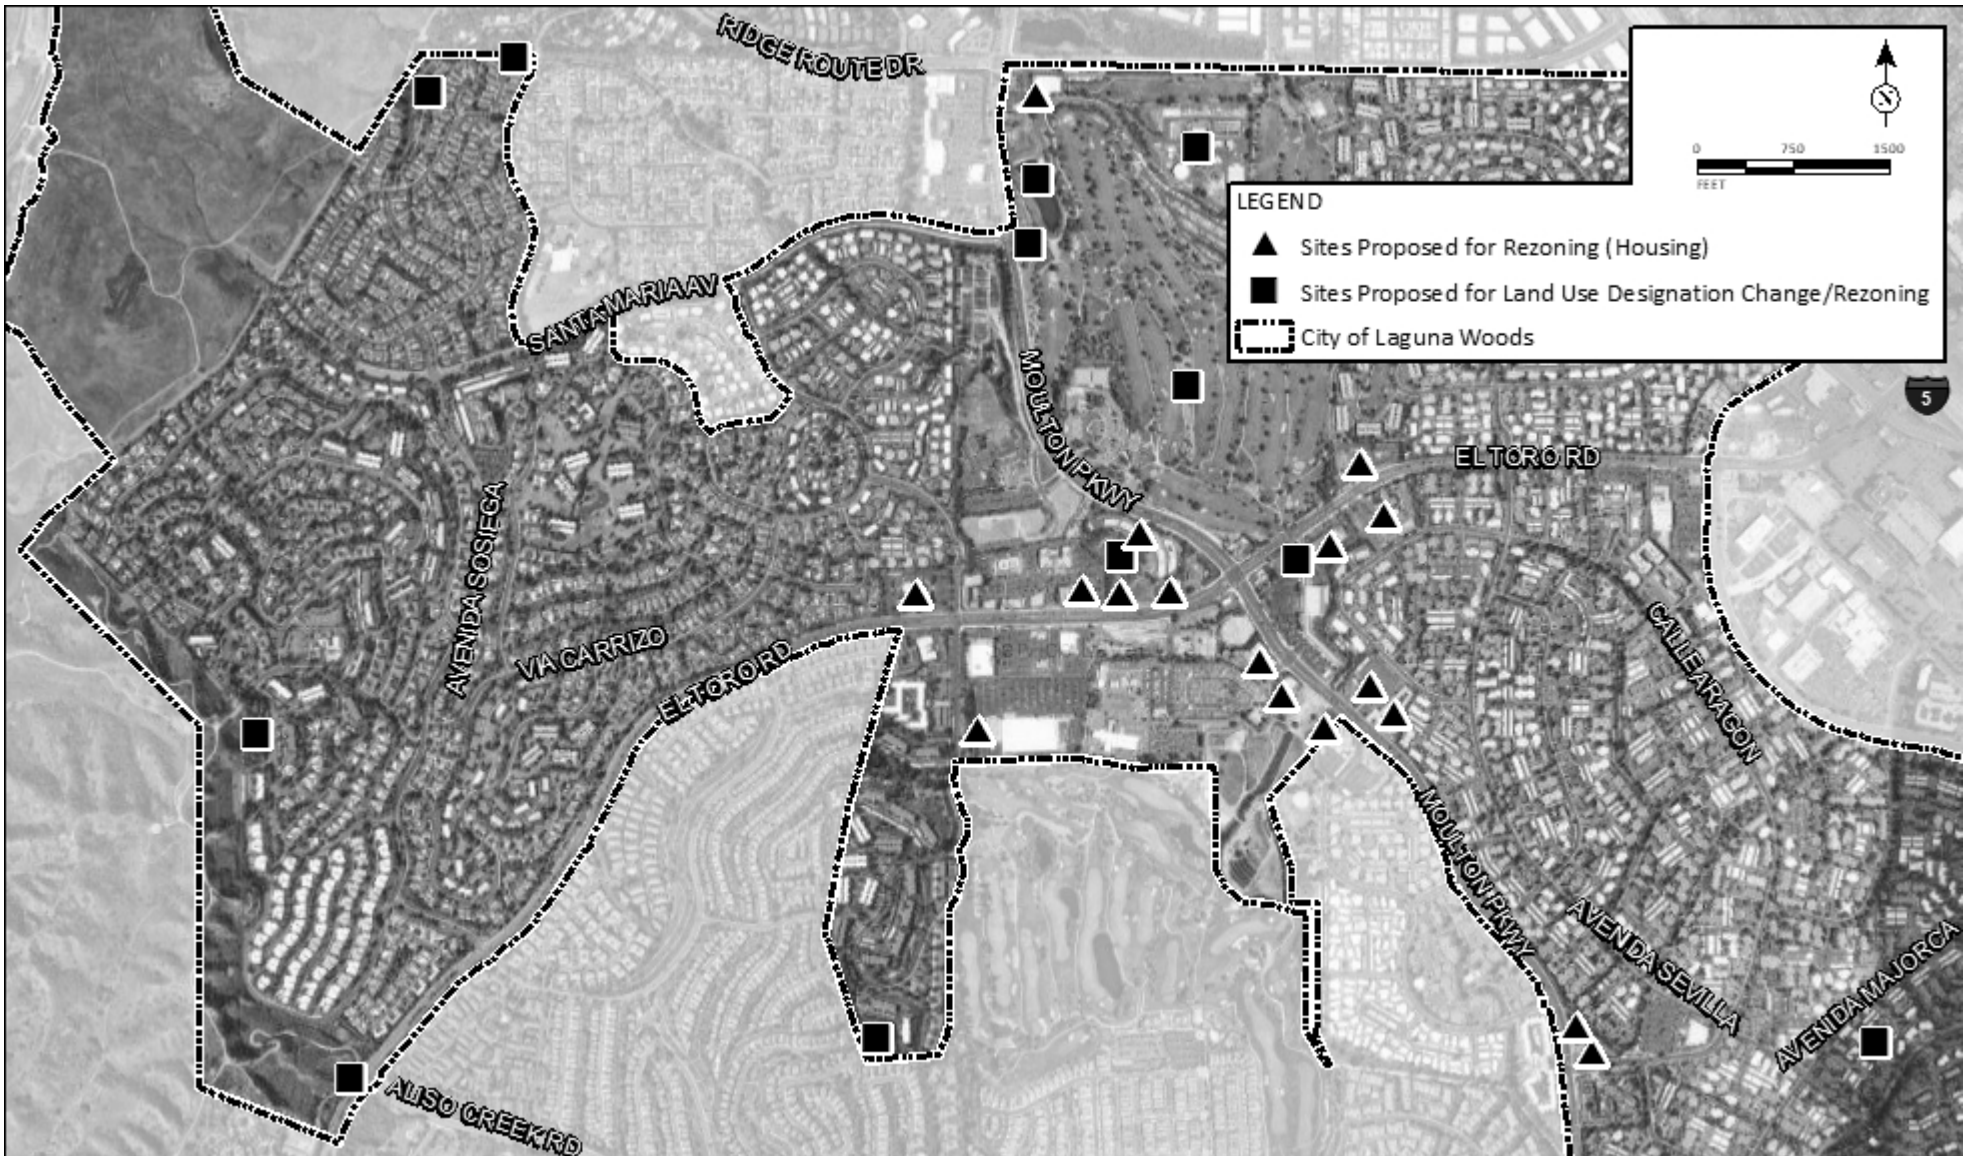 RIDGE ROUTE DR
0 750 1500
FEET
LEGEND
Sites Proposed for Rezoning (Housing)
Sites Proposed for Land Use Designation Change/Rezoning
City of Laguna Woods
SANTA MARIA AV
MOULTON PKWY
5
EL TORO RD
AVENIDA SOSIEGA
VIA CARRIZO
EL TORO RD
CALLE ARAGON
MOULTON PKWY
AVENIDA SEVILLA
AVENIDA MAJORCA
ALISO CREEK RD